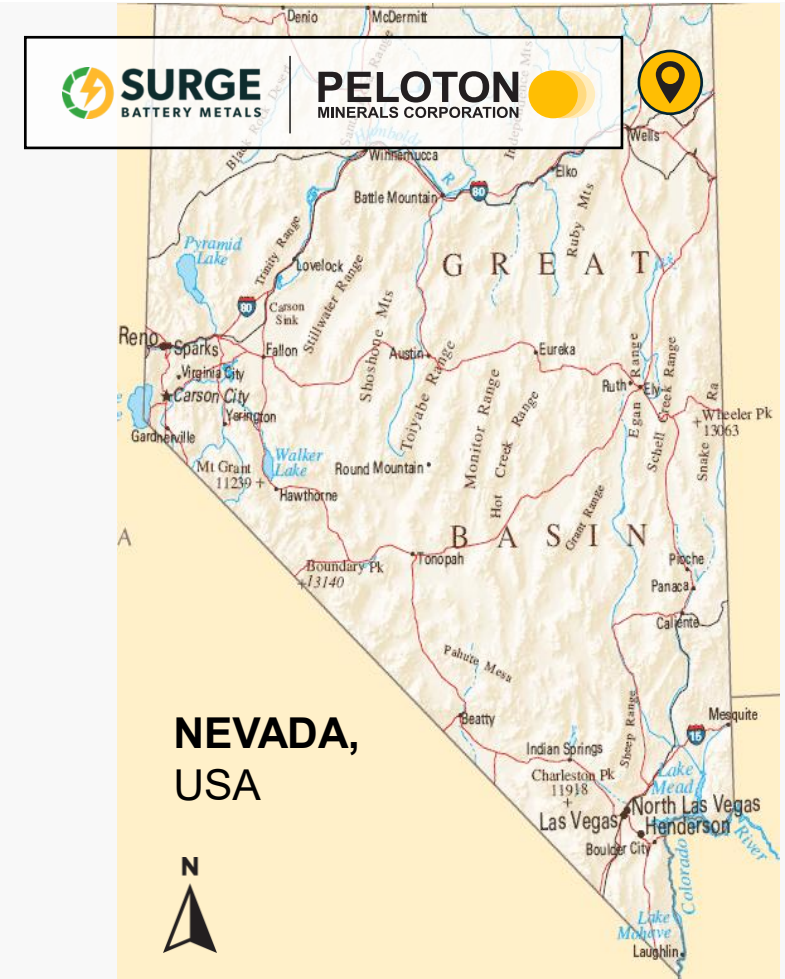 Denio
McDermitt
SURGE
BATTERY METALS
PELOTON
MINERALS CORPORATION
Humboldt
R
Winnemucca
Wells
Elko
80
Battle Mountain
Ruby Mts
Pyramid
Lake
Trinity Range
Lovelock
GREAT
80
Carson
Sink
Stillwater Range
Shoshone Mts
Reno
Sparks
Fallon
Austin
Eureka
Virginia City
Carson City
Toiyabe Range
Monitor Range
Hot Creek Range
Ruth
Ely
Egan Range
Schell Creek Range
Snake Ra
Wheeler Pk
13063
Yerington
Gardnerville
Walker
Lake
Mt Grant
11239
Round Mountain
Hawthorne
Grant Range
A
BASIN
Boundary Pk
13140
Tonopah
Pioche
Panaca
Caliente
Pahute Mesa
Beatty
Sheep Range
Mesquite
15
NEVADA,
USA
Indian Springs
Charleston Pk
11918
Lake
Mead
North Las Vegas
Las Vegas
Henderson
Boulder City
Colorado
River
N
Lake
Mohave
Laughlin